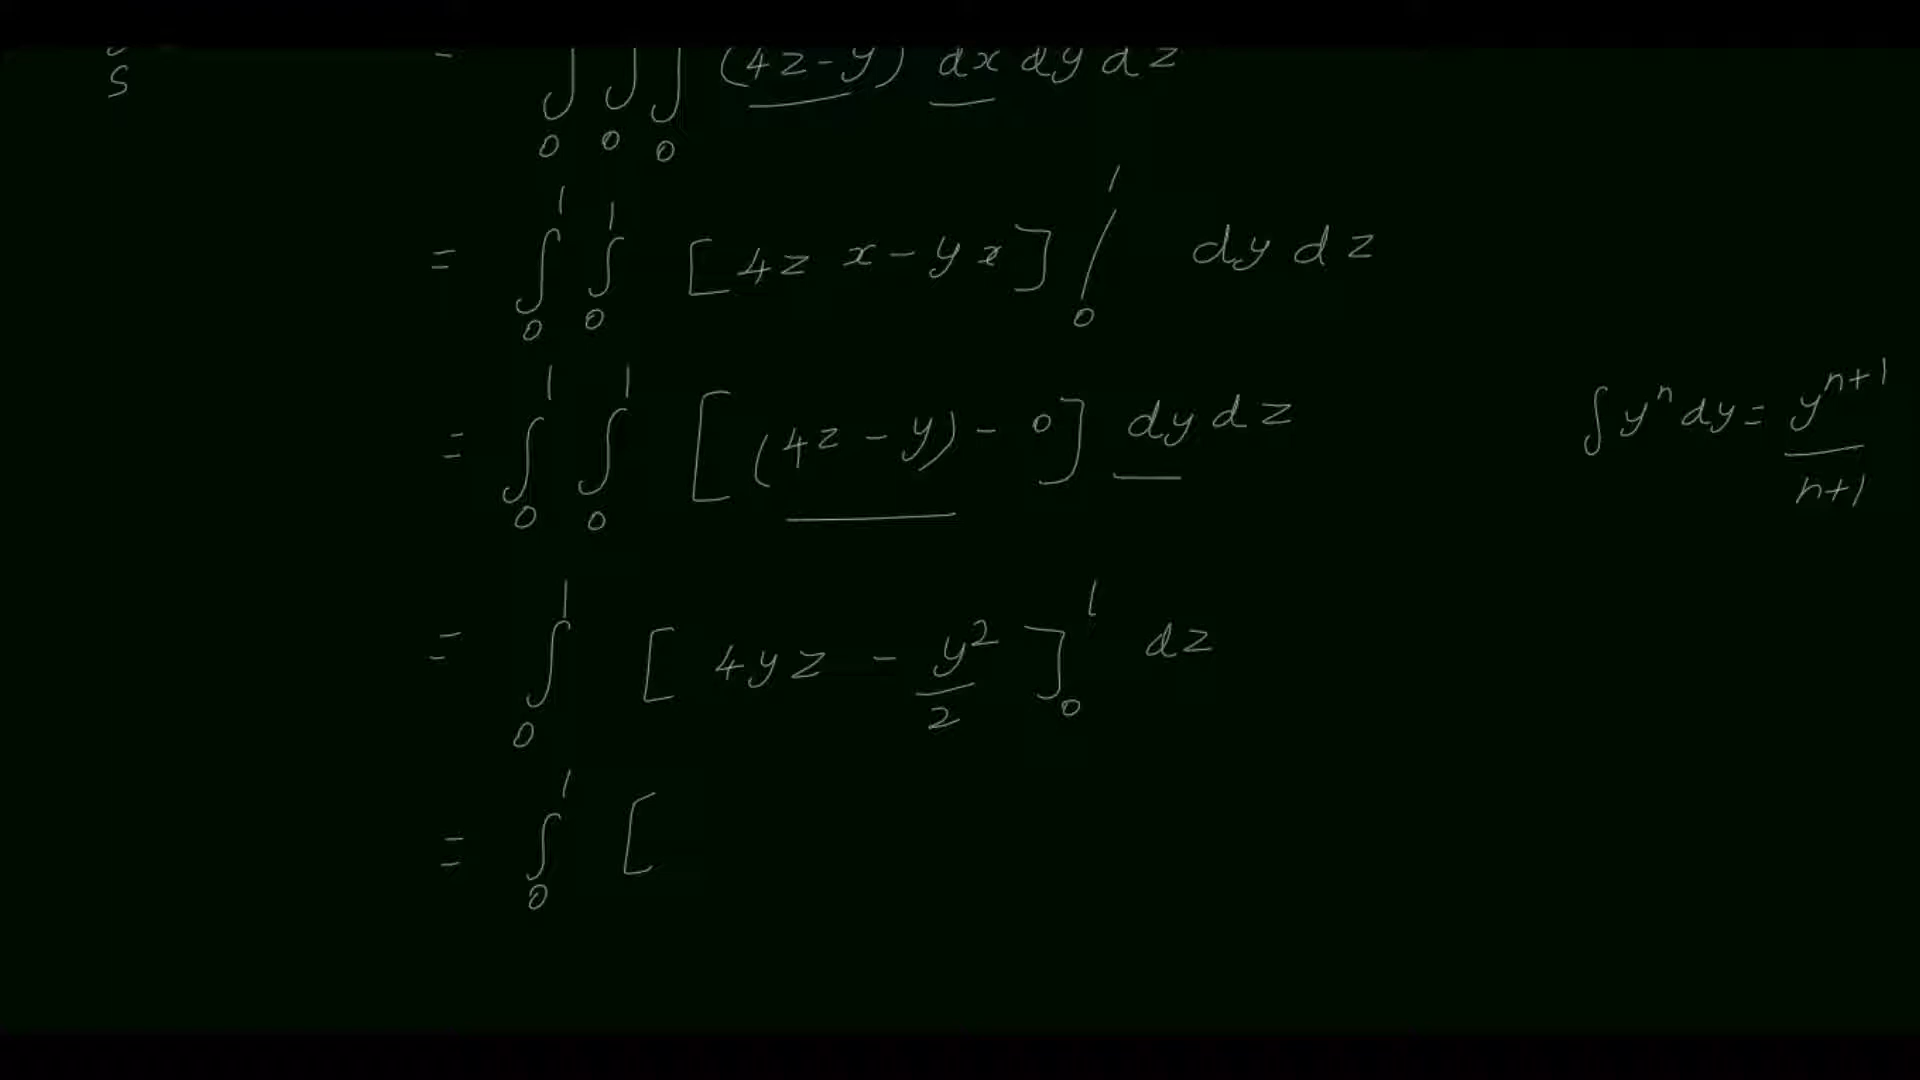 S = ∫∫∫ (4z-y) dx dy dz
0 0 0
= ∫₀¹ ∫₀¹ [4z x - y x] /₀¹ dy dz
= ∫₀¹ ∫₀¹ [(4z - y) - 0] dy dz
∫ yⁿ dy = yⁿ⁺¹ / n+1
= ∫₀¹ [4yz - y²/2]₀¹ dz
= ∫₀¹ [